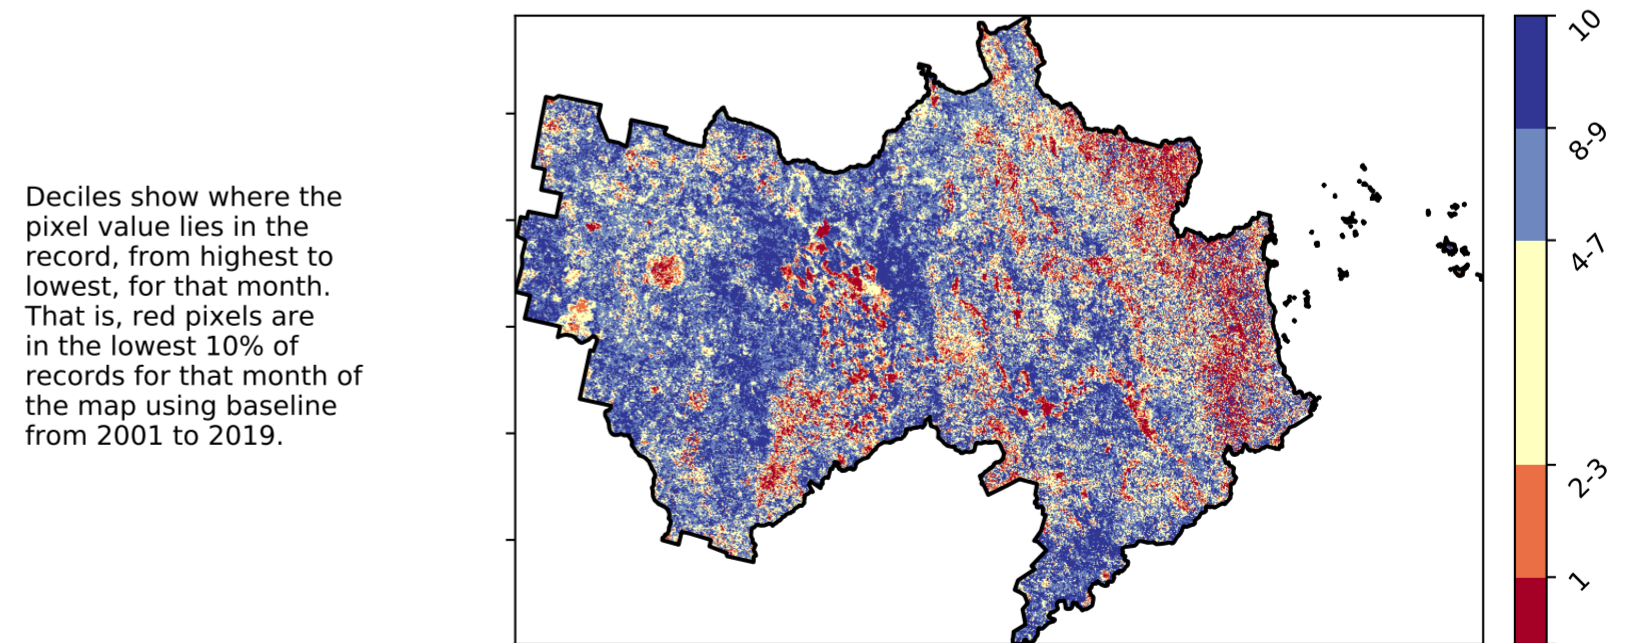 Deciles show where the
pixel value lies in the
record, from highest to
lowest, for that month.
That is, red pixels are
in the lowest 10% of
records for that month of
the map using baseline
from 2001 to 2019.
10
8-9
4-7
2-3
1